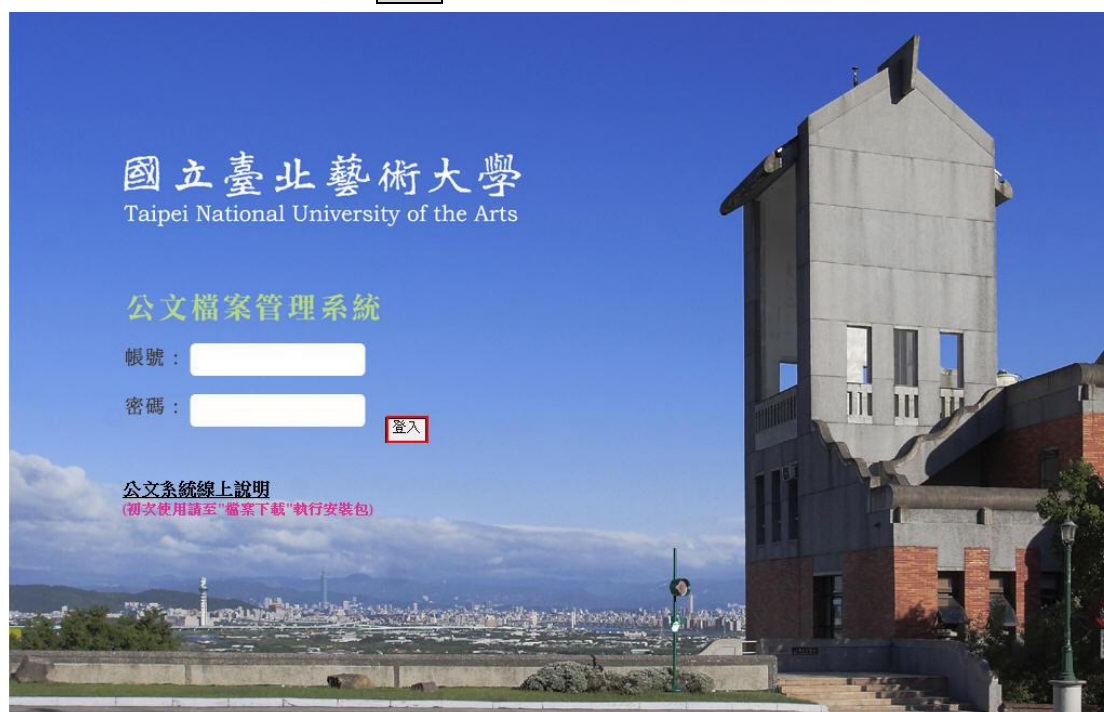 國立臺北藝術大學
Taipei National University of the Arts
公文檔案管理系統
帳號：
密碼：
登入
公文系統線上說明
(初次使用請至"檔案下載"執行安裝包)